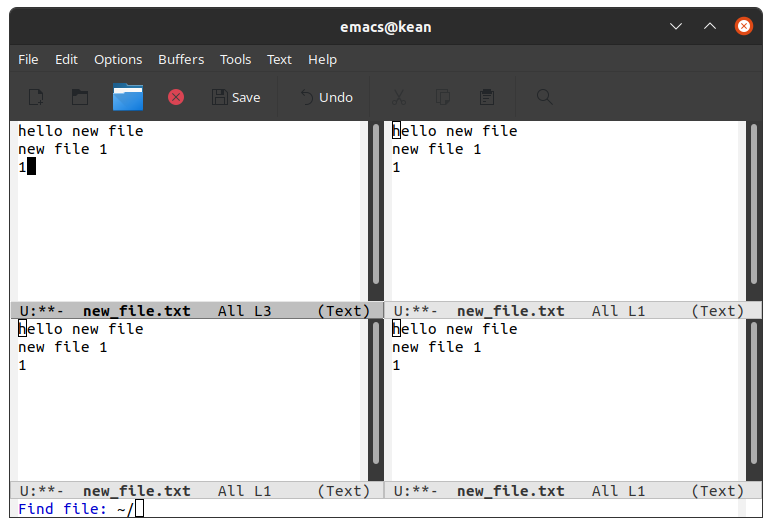 emacs@kean
File Edit Options Buffers Tools Text Help
Save Undo
hello new file
new file 1
1
U:**-  new_file.txt   All L3     (Text)
hello new file
new file 1
1
U:**-  new_file.txt   All L1     (Text)
hello new file
new file 1
1
U:**-  new_file.txt   All L1     (Text)
hello new file
new file 1
1
U:**-  new_file.txt   All L1     (Text)
Find file: ~/